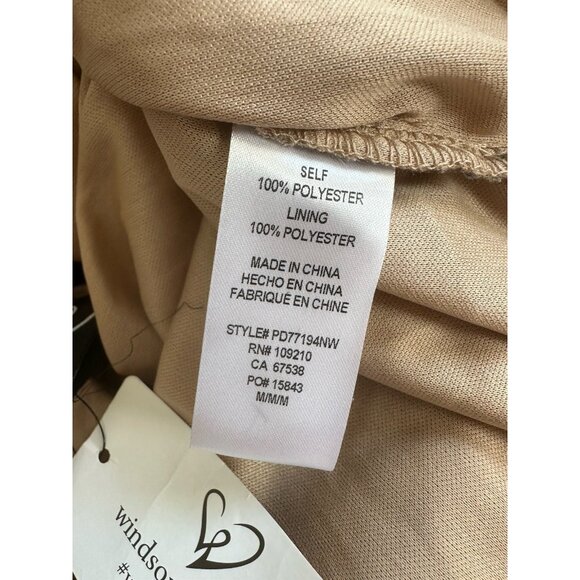 SELF
100% POLYESTER
LINING
100% POLYESTER
MADE IN CHINA
HECHO EN CHINA
FABRIQUÉ EN CHINE
STYLE# PD77194NW
RN# 109210
CA 67538
PO# 15843
M/M/M
windsor